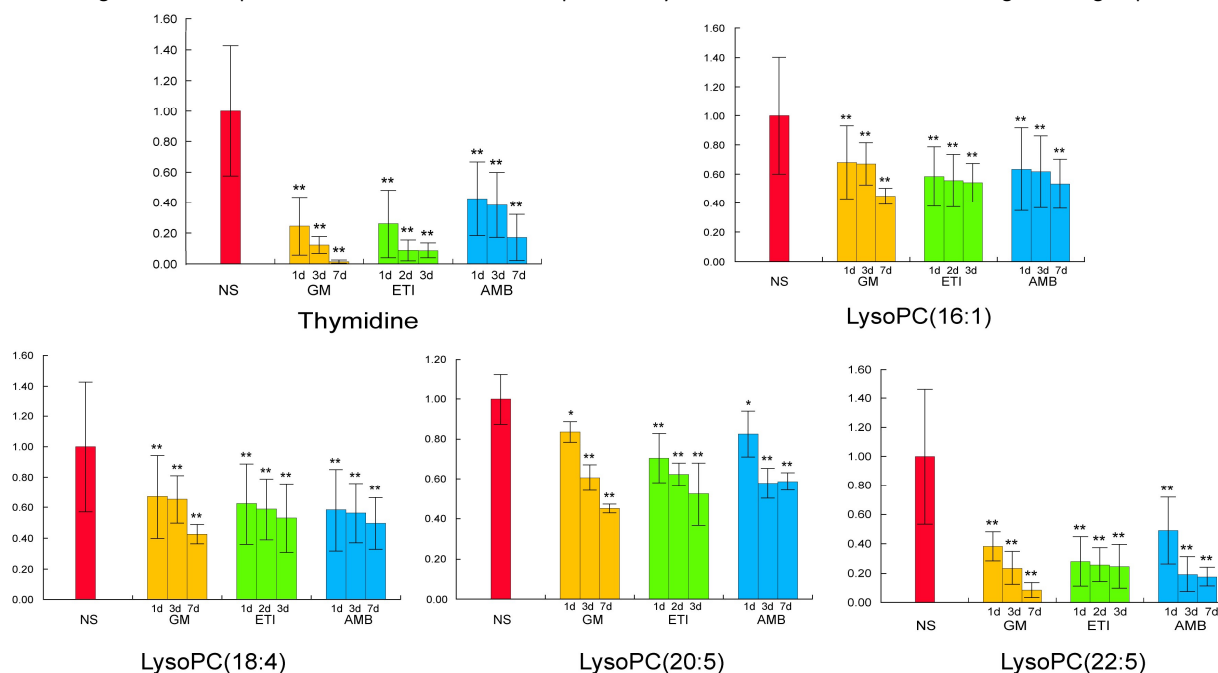 1.60
1.40
1.20
1.00
0.80
0.60
0.40
0.20
0.00
** ** **
** ** **
** ** **
1d 3d 7d
1d 2d 3d
1d 3d 7d
NS GM ETI AMB
Thymidine
1.60
1.40
1.20
1.00
0.80
0.60
0.40
0.20
0.00
** ** **
** ** **
** ** **
1d 3d 7d
1d 2d 3d
1d 3d 7d
NS GM ETI AMB
LysoPC(16:1)
1.60
1.40
1.20
1.00
0.80
0.60
0.40
0.20
0.00
** ** **
** ** **
** ** **
1d 3d 7d
1d 2d 3d
1d 3d 7d
NS GM ETI AMB
LysoPC(18:4)
1.20
1.00
0.80
0.60
0.40
0.20
0.00
* ** **
** ** **
* ** **
1d 3d 7d
1d 2d 3d
1d 3d 7d
NS GM ETI AMB
LysoPC(20:5)
1.60
1.40
1.20
1.00
0.80
0.60
0.40
0.20
0.00
** ** **
** ** **
** ** **
1d 3d 7d
1d 2d 3d
1d 3d 7d
NS GM ETI AMB
LysoPC(22:5)